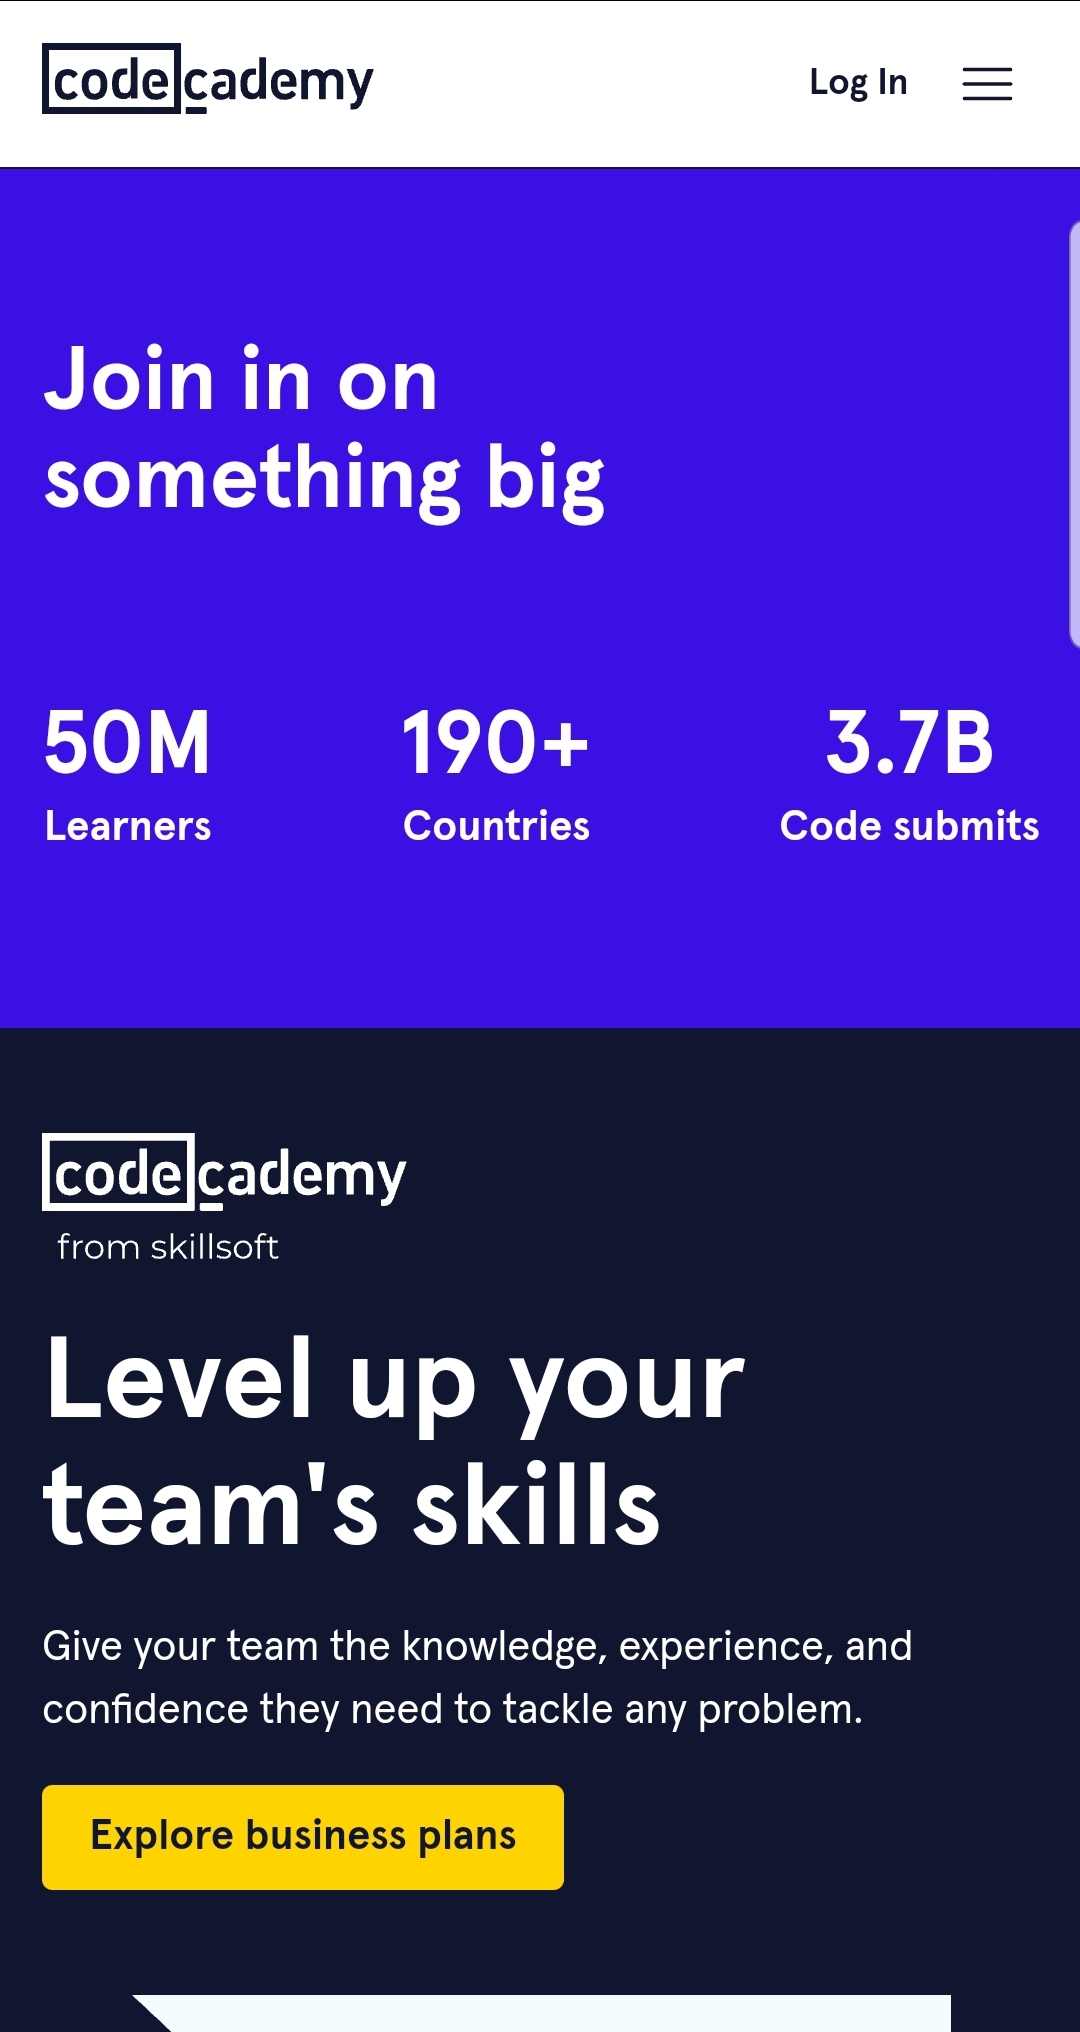 codecademy
Log In
Join in on
something big
50M
Learners
190+
Countries
3.7B
Code submits
codecademy
from skillsoft
Level up your
team's skills
Give your team the knowledge, experience, and
confidence they need to tackle any problem.
Explore business plans